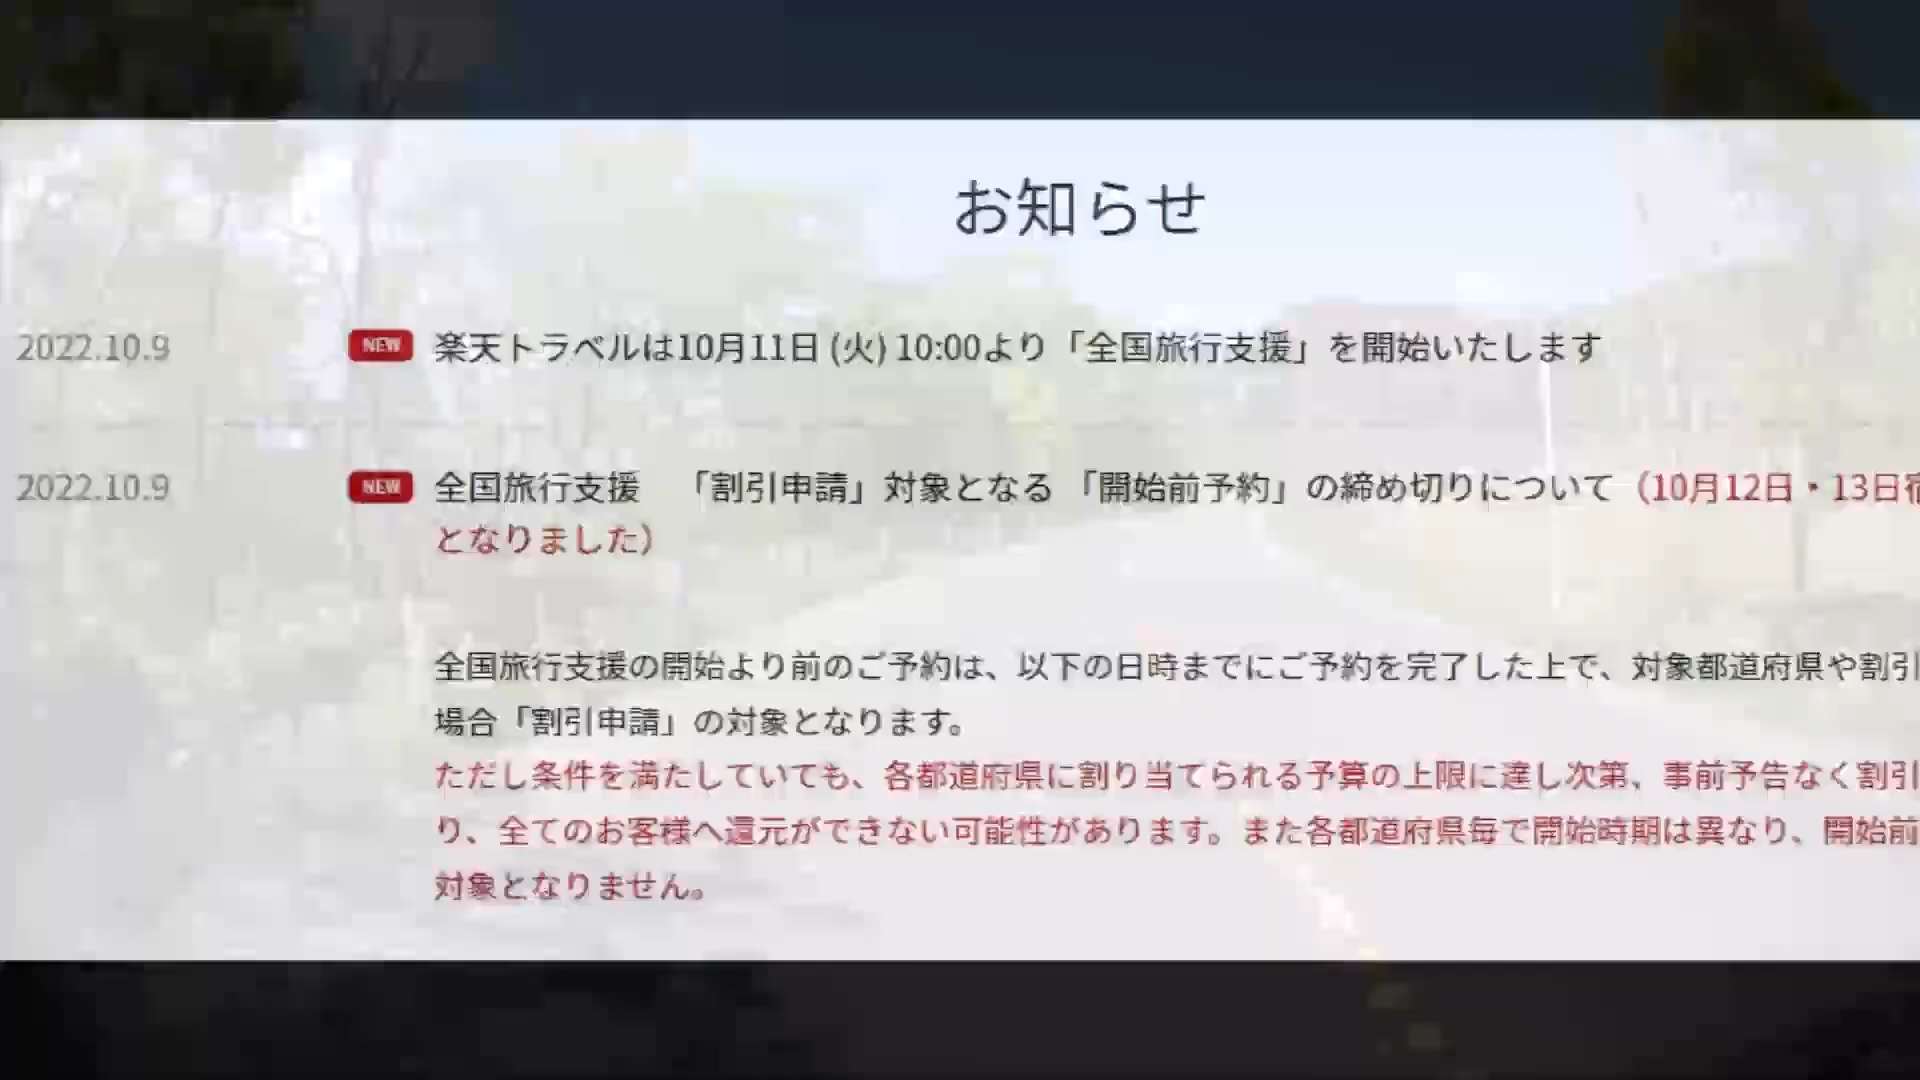 お知らせ
2022.10.9 NEW 楽天トラベルは10月11日 (火) 10:00より「全国旅行支援」を開始いたします
2022.10.9 NEW 全国旅行支援　「割引申請」対象となる 「開始前予約」の締め切りについて（10月12日・13日宿
となりました）
全国旅行支援の開始より前のご予約は、以下の日時までにご予約を完了した上で、対象都道府県や割引
場合「割引申請」の対象となります。
ただし条件を満たしていても、各都道府県に割り当てられる予算の上限に達し次第、事前予告なく割引
り、全てのお客様へ還元ができない可能性があります。また各都道府県毎で開始時期は異なり、開始前
対象となりません。